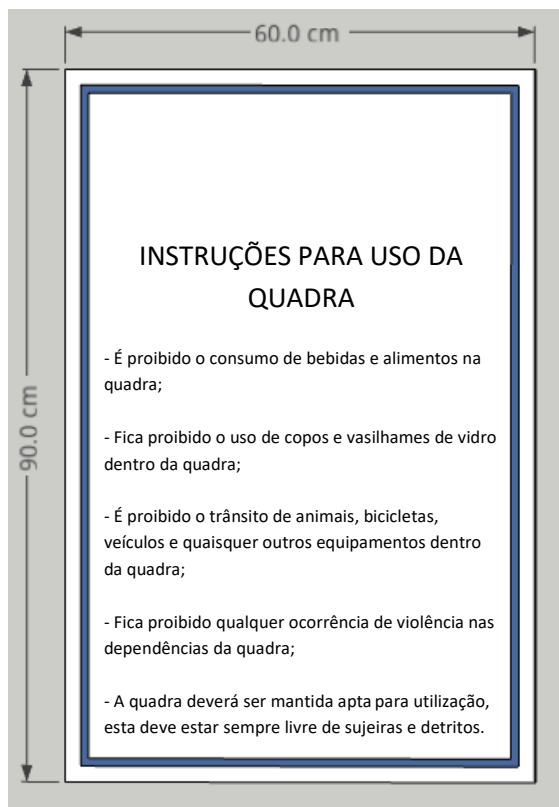 60.0 cm
90.0 cm
INSTRUÇÕES PARA USO DA
QUADRA
- É proibido o consumo de bebidas e alimentos na
quadra;
- Fica proibido o uso de copos e vasilhames de vidro
dentro da quadra;
- É proibido o trânsito de animais, bicicletas,
veículos e quaisquer outros equipamentos dentro
da quadra;
- Fica proibido qualquer ocorrência de violência nas
dependências da quadra;
- A quadra deverá ser mantida apta para utilização,
esta deve estar sempre livre de sujeiras e detritos.